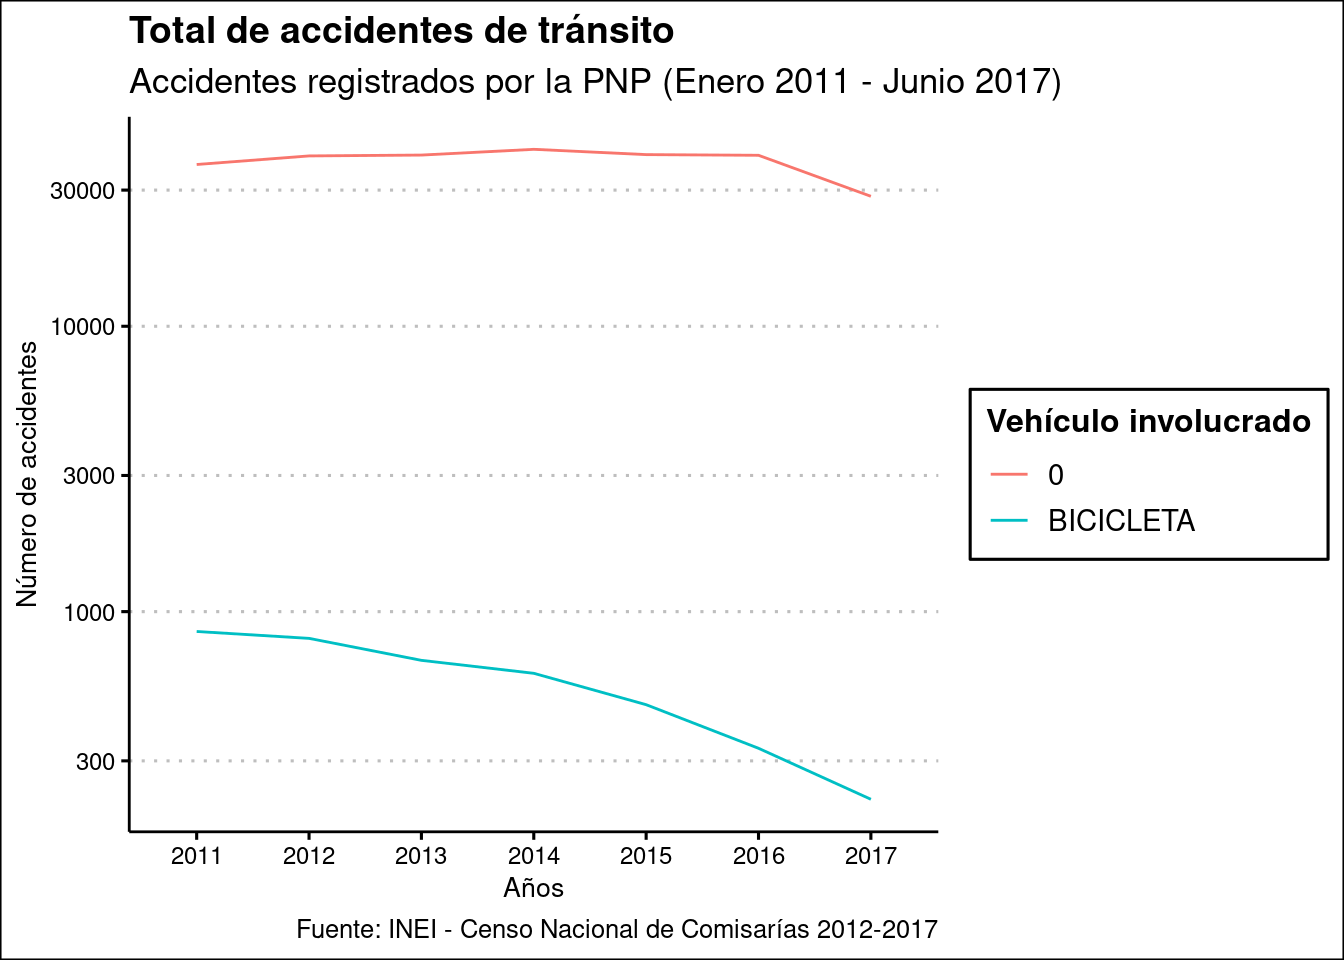 Total de accidentes de tránsito
Accidentes registrados por la PNP (Enero 2011 - Junio 2017)
Número de accidentes
30000
10000
3000
1000
300
2011 2012 2013 2014 2015 2016 2017
Años
Vehículo involucrado
0
BICICLETA
Fuente: INEI - Censo Nacional de Comisarías 2012-2017